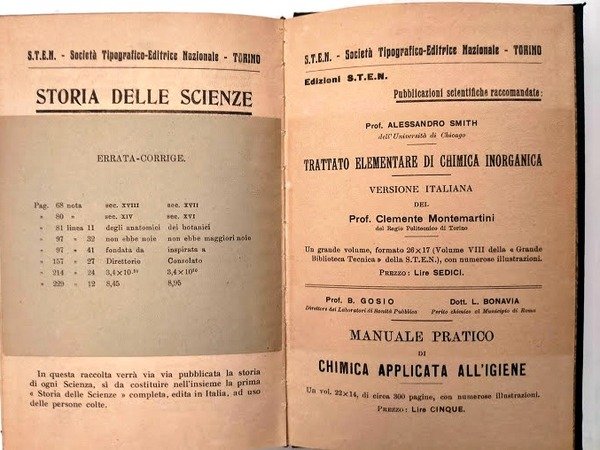 S.T.E.N. - Società Tipografico-Editrice Nazionale - TORINO
STORIA DELLE SCIENZE
ERRATA-CORRIGE.
Pag. 68 nota sec. XVIII sec. XVII
» 80 » sec. XIV sec. XVI
» 81 linea 11 degli anatomici dei botanici
» 97 » 32 non ebbe noie non ebbe maggiori noie
» 97 » 41 fondata da inspirata a
» 157 » 27 Direttorio Consolato
» 214 » 24 3,4×10
» 229 » 12 8,45 8,95
In questa raccolta verrà via via pubblicata la storia
di ogni Scienza, sì da costituire nell'insieme la prima
« Storia delle Scienze » completa, edita in Italia, ad uso
delle persone colte.
S.T.E.N. - Società Tipografico-Editrice Nazionale - TORINO
Edizioni S.T.E.N.
Pubblicazioni scientifiche raccomandate:
Prof. ALESSANDRO SMITH
dell'Università di Chicago
TRATTATO ELEMENTARE DI CHIMICA INORGANICA
VERSIONE ITALIANA
DEL
Prof. Clemente Montemartini
del Regio Politecnico di Torino
Un grande volume, formato 26×17 (Volume VIII della « Grande
Biblioteca Tecnica » della S.T.E.N.), con numerose illustrazioni.
PREZZO: Lire SEDICI.
Prof. B. GOSIO Dott. L. BONAVIA
Direttore dei Laboratori di Sanità Pubblica Perito chimico al Municipio di Roma
MANUALE PRATICO
DI
CHIMICA APPLICATA ALL'IGIENE
Un vol. 22×14, di circa 300 pagine, con numerose illustrazioni.
PREZZO: Lire CINQUE.